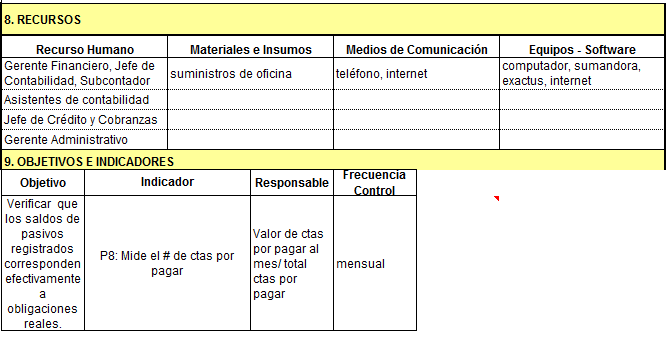 8. RECURSOS
Recurso Humano Materiales e Insumos Medios de Comunicación Equipos - Software
Gerente Financiero, Jefe de Contabilidad, Subcontador suministros de oficina teléfono, internet computador, sumandora, exactus, internet
Asistentes de contabilidad
Jefe de Crédito y Cobranzas
Gerente Administrativo
9. OBJETIVOS E INDICADORES
Objetivo Indicador Responsable Frecuencia Control
Verificar que
los saldos de
pasivos
registrados
corresponden
efectivamente
a
obligaciones
reales.
P8: Mide el # de ctas por
pagar
Valor de ctas
por pagar al
mes/ total
ctas por
pagar
mensual